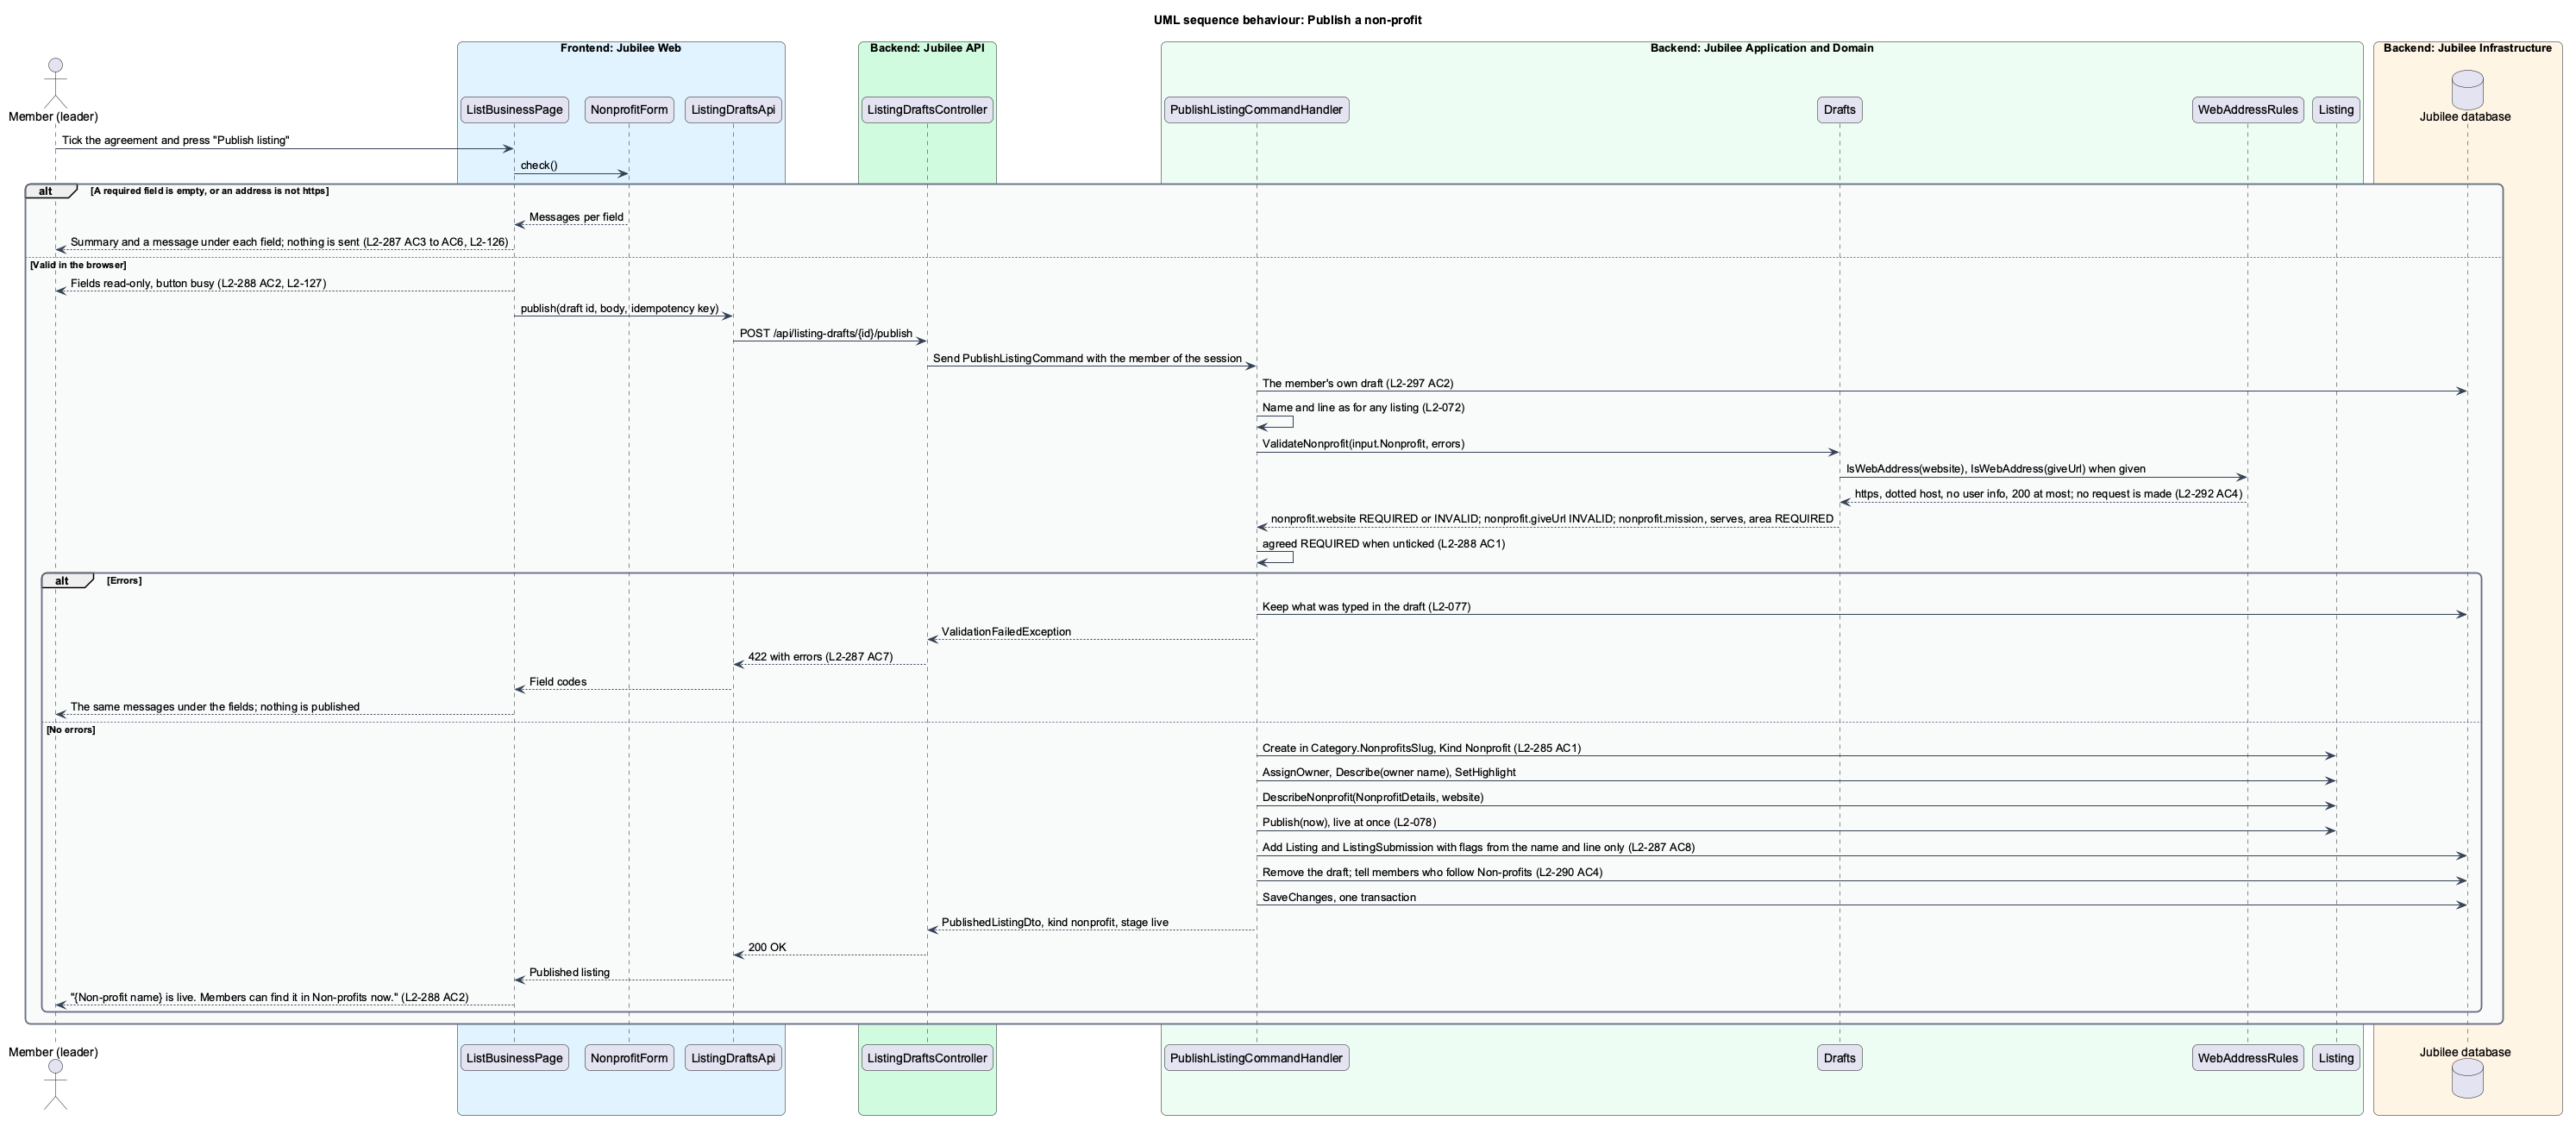 UML sequence behaviour: Publish a non-profit
Frontend: Jubilee Web
Backend: Jubilee API
Backend: Jubilee Application and Domain
Backend: Jubilee Infrastructure
Member (leader)
ListBusinessPage
NonprofitForm
ListingDraftsApi
ListingDraftsController
PublishListingCommandHandler
Drafts
WebAddressRules
Listing
Jubilee database
Tick the agreement and press "Publish listing"
check()
alt [A required field is empty, or an address is not https]
Messages per field
Summary and a message under each field; nothing is sent (L2-287 AC3 to AC6, L2-126)
[Valid in the browser]
Fields read-only, button busy (L2-288 AC2, L2-127)
publish(draft id, body, idempotency key)
POST /api/listing-drafts/{id}/publish
Send PublishListingCommand with the member of the session
The member's own draft (L2-297 AC2)
Name and line as for any listing (L2-072)
ValidateNonprofit(input.Nonprofit, errors)
IsWebAddress(website), IsWebAddress(giveUrl) when given
https, dotted host, no user info, 200 at most; no request is made (L2-292 AC4)
nonprofit.website REQUIRED or INVALID; nonprofit.giveUrl INVALID; nonprofit.mission, serves, area REQUIRED
agreed REQUIRED when unticked (L2-288 AC1)
alt [Errors]
Keep what was typed in the draft (L2-077)
ValidationFailedException
422 with errors (L2-287 AC7)
Field codes
The same messages under the fields; nothing is published
[No errors]
Create in Category.NonprofitsSlug, Kind Nonprofit (L2-285 AC1)
AssignOwner, Describe(owner name), SetHighlight
DescribeNonprofit(NonprofitDetails, website)
Publish(now), live at once (L2-078)
Add Listing and ListingSubmission with flags from the name and line only (L2-287 AC8)
Remove the draft; tell members who follow Non-profits (L2-290 AC4)
SaveChanges, one transaction
PublishedListingDto, kind nonprofit, stage live
200 OK
Published listing
"{Non-profit name} is live. Members can find it in Non-profits now." (L2-288 AC2)
Member (leader)
ListBusinessPage
NonprofitForm
ListingDraftsApi
ListingDraftsController
PublishListingCommandHandler
Drafts
WebAddressRules
Listing
Jubilee database